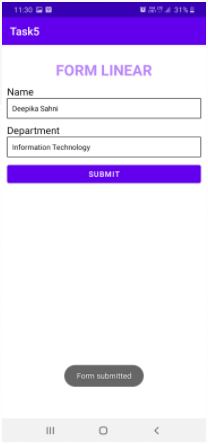 11:30
31%
Task5
FORM LINEAR
Name
Deepika Sahni
Department
Information Technology
SUBMIT
Form submitted